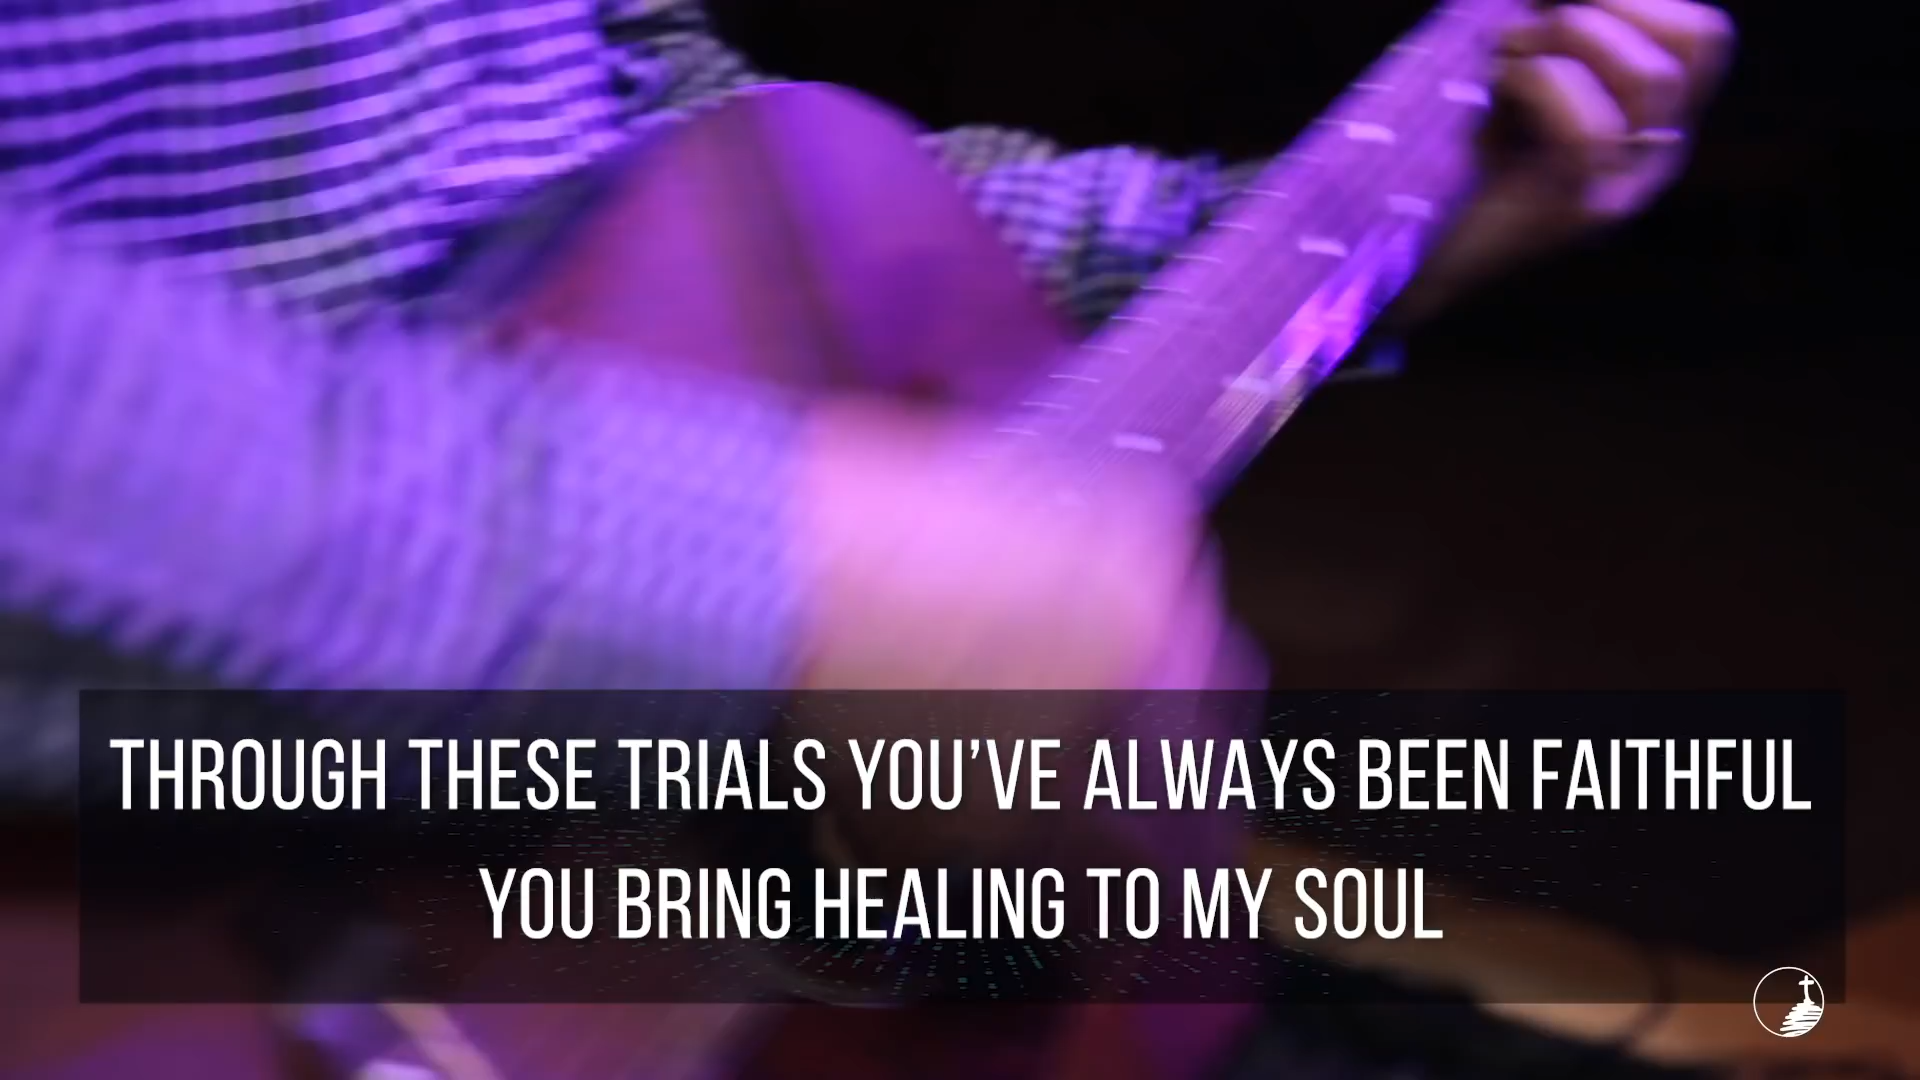 THROUGH THESE TRIALS YOU’VE ALWAYS BEEN FAITHFUL
YOU BRING HEALING TO MY SOUL